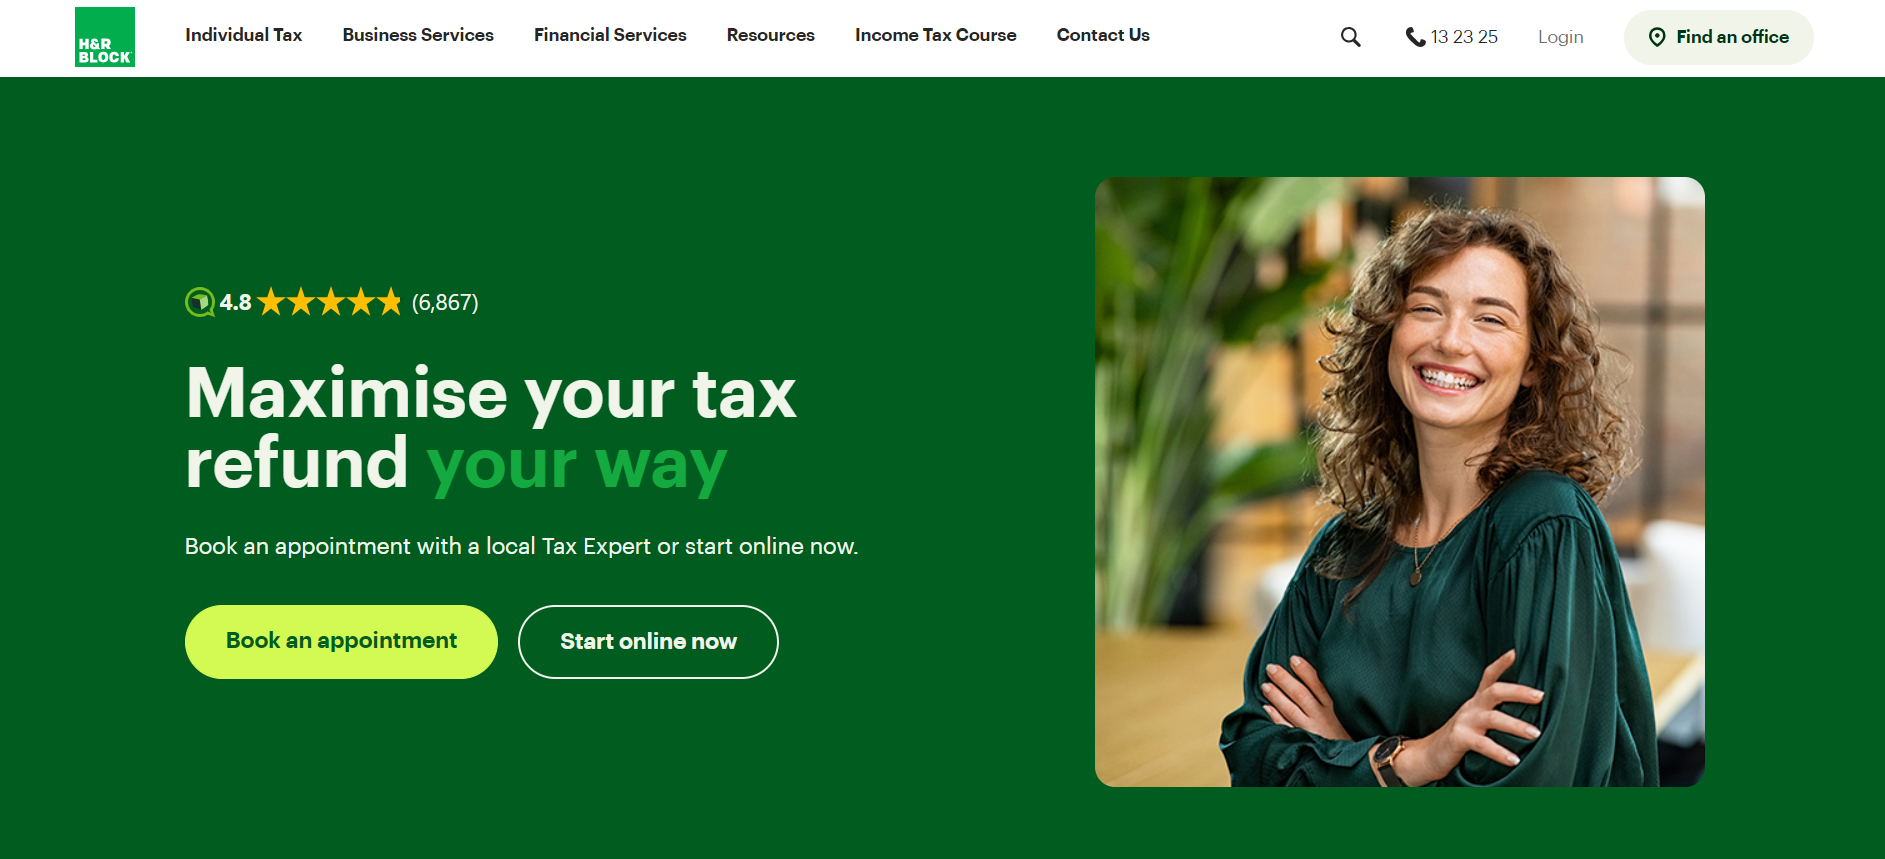 H&R
BLOCK
Individual Tax
Business Services
Financial Services
Resources
Income Tax Course
Contact Us
13 23 25
Login
Find an office
4.8
(6,867)
Maximise your tax
refund your way
Book an appointment with a local Tax Expert or start online now.
Book an appointment
Start online now